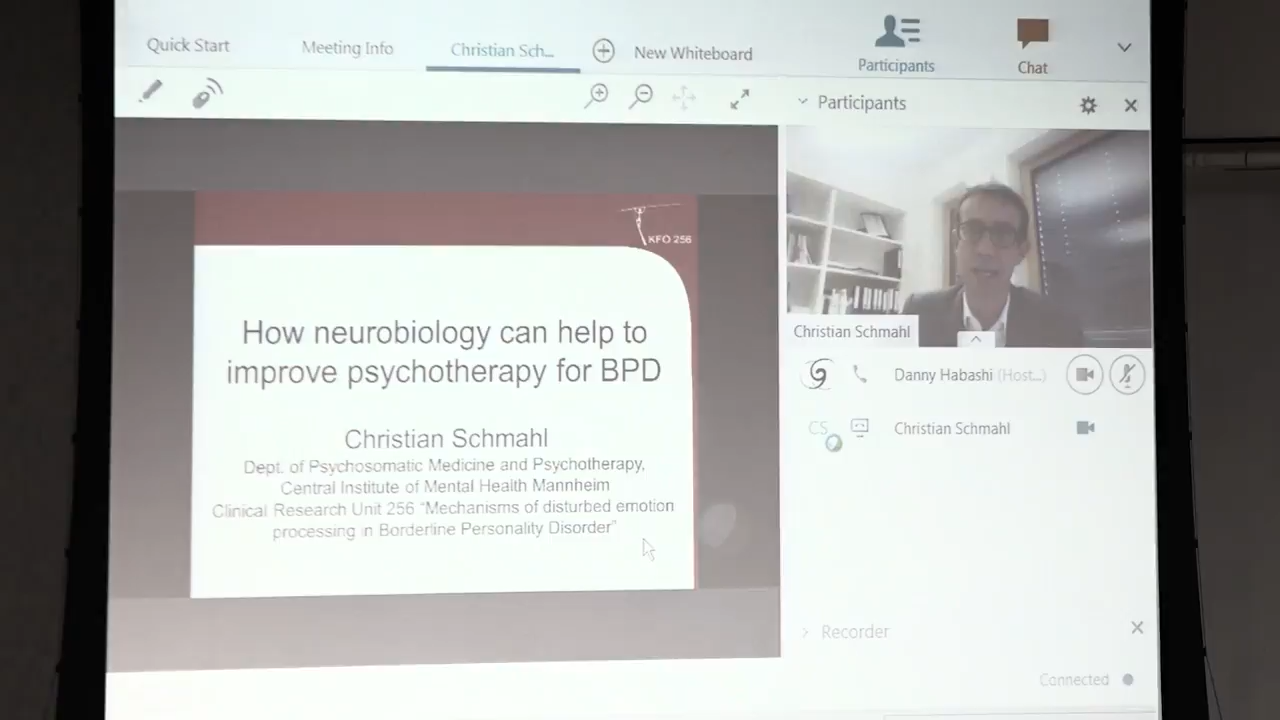 Quick Start
Meeting Info
Christian Sch...
New Whiteboard
Participants
Chat
Participants
KFO 256
How neurobiology can help to
improve psychotherapy for BPD
Christian Schmahl
Dept. of Psychosomatic Medicine and Psychotherapy,
Central Institute of Mental Health Mannheim
Clinical Research Unit 256 “Mechanisms of disturbed emotion
processing in Borderline Personality Disorder”
Christian Schmahl
Danny Habashi (Host...)
CS
Christian Schmahl
Recorder
Connected